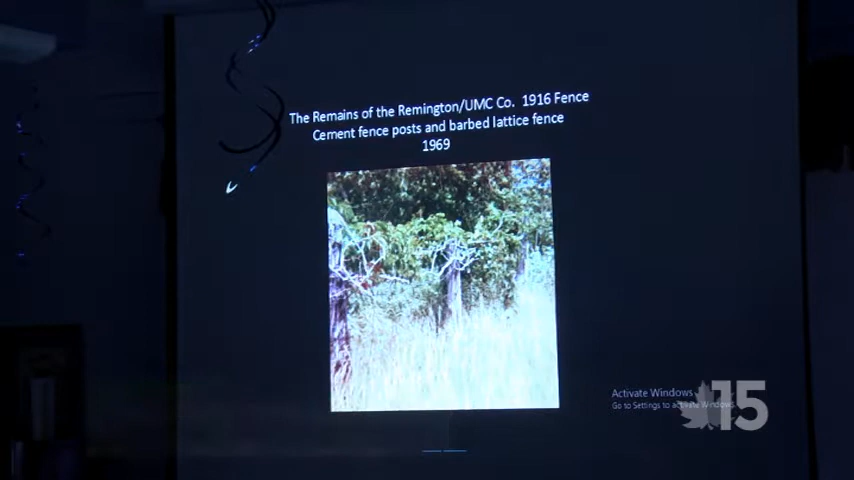 The Remains of the Remington/UMC Co. 1916 Fence
Cement fence posts and barbed lattice fence
1969
Activate Windows
Go to Settings to activate Windows.
15